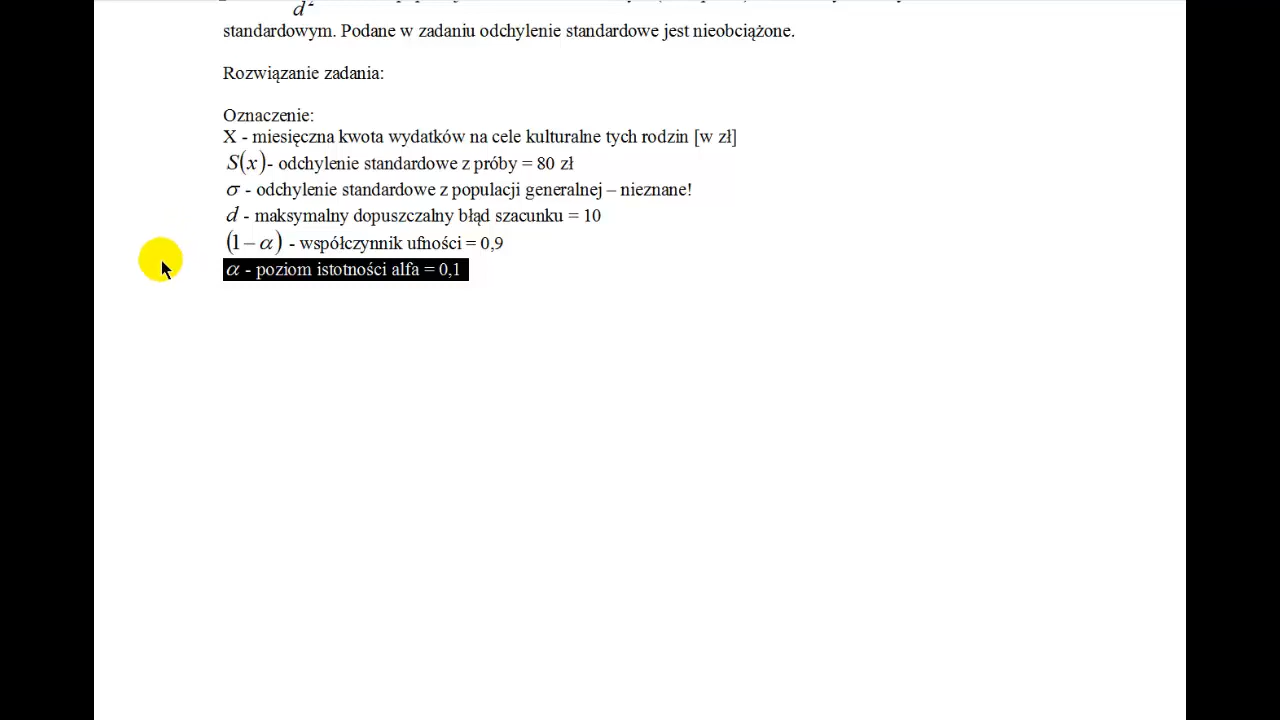 d²
standardowym. Podane w zadaniu odchylenie standardowe jest nieobciążone.
Rozwiązanie zadania:
Oznaczenie:
X - miesięczna kwota wydatków na cele kulturalne tych rodzin [w zł]
S(x)- odchylenie standardowe z próby = 80 zł
σ - odchylenie standardowe z populacji generalnej – nieznane!
d - maksymalny dopuszczalny błąd szacunku = 10
(1−α) - współczynnik ufności = 0,9
α - poziom istotności alfa = 0,1